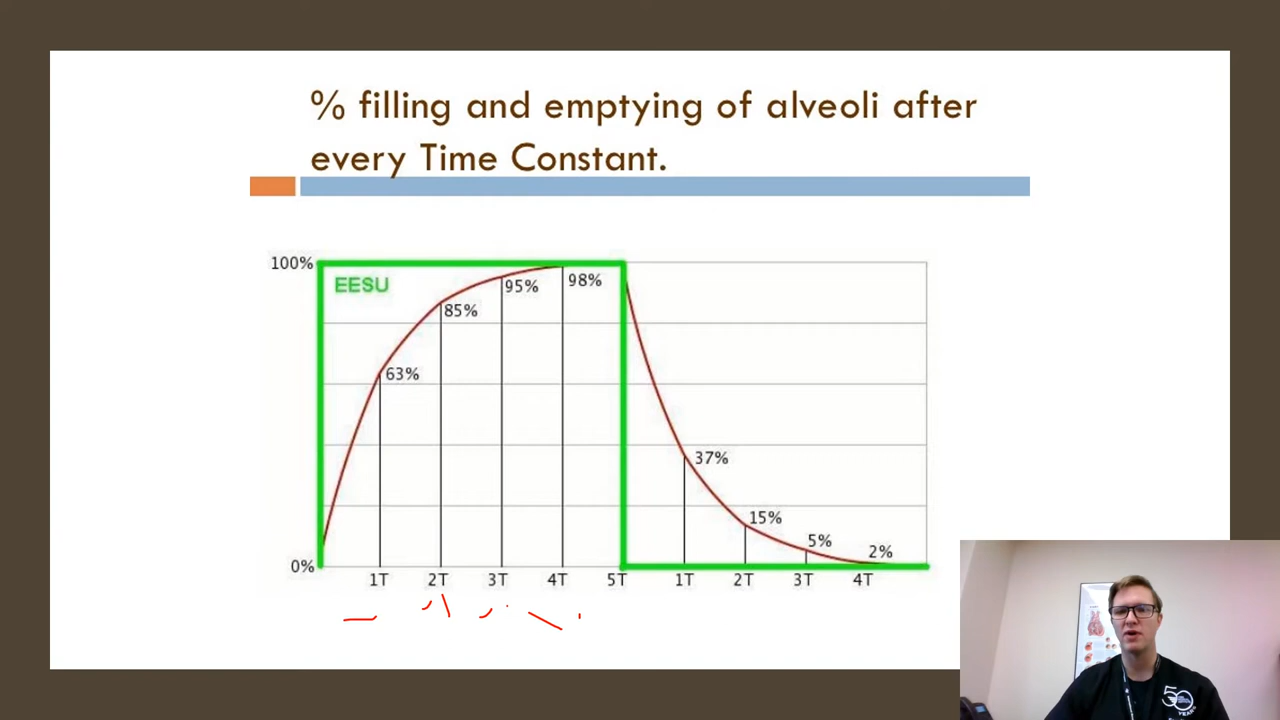 % filling and emptying of alveoli after
every Time Constant.
100%
EESU
63%
85%
95%
98%
37%
15%
5%
2%
0%
1T 2T 3T 4T 5T 1T 2T 3T 4T
50